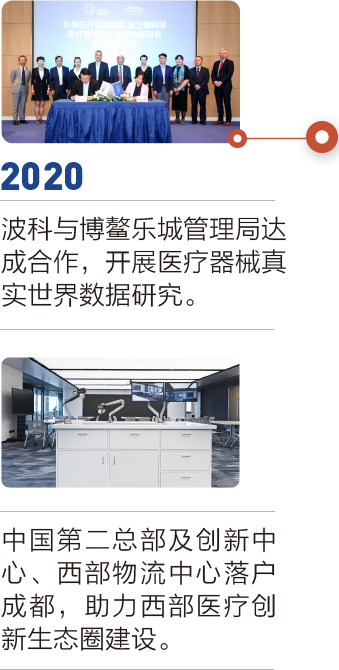 乐城先行区管理局 波士顿科学
医疗器械真实世界数据研究
2020
波科与博鳌乐城管理局达
成合作，开展医疗器械真
实世界数据研究。
中国第二总部及创新中
心、西部物流中心落户
成都，助力西部医疗创
新生态圈建设。